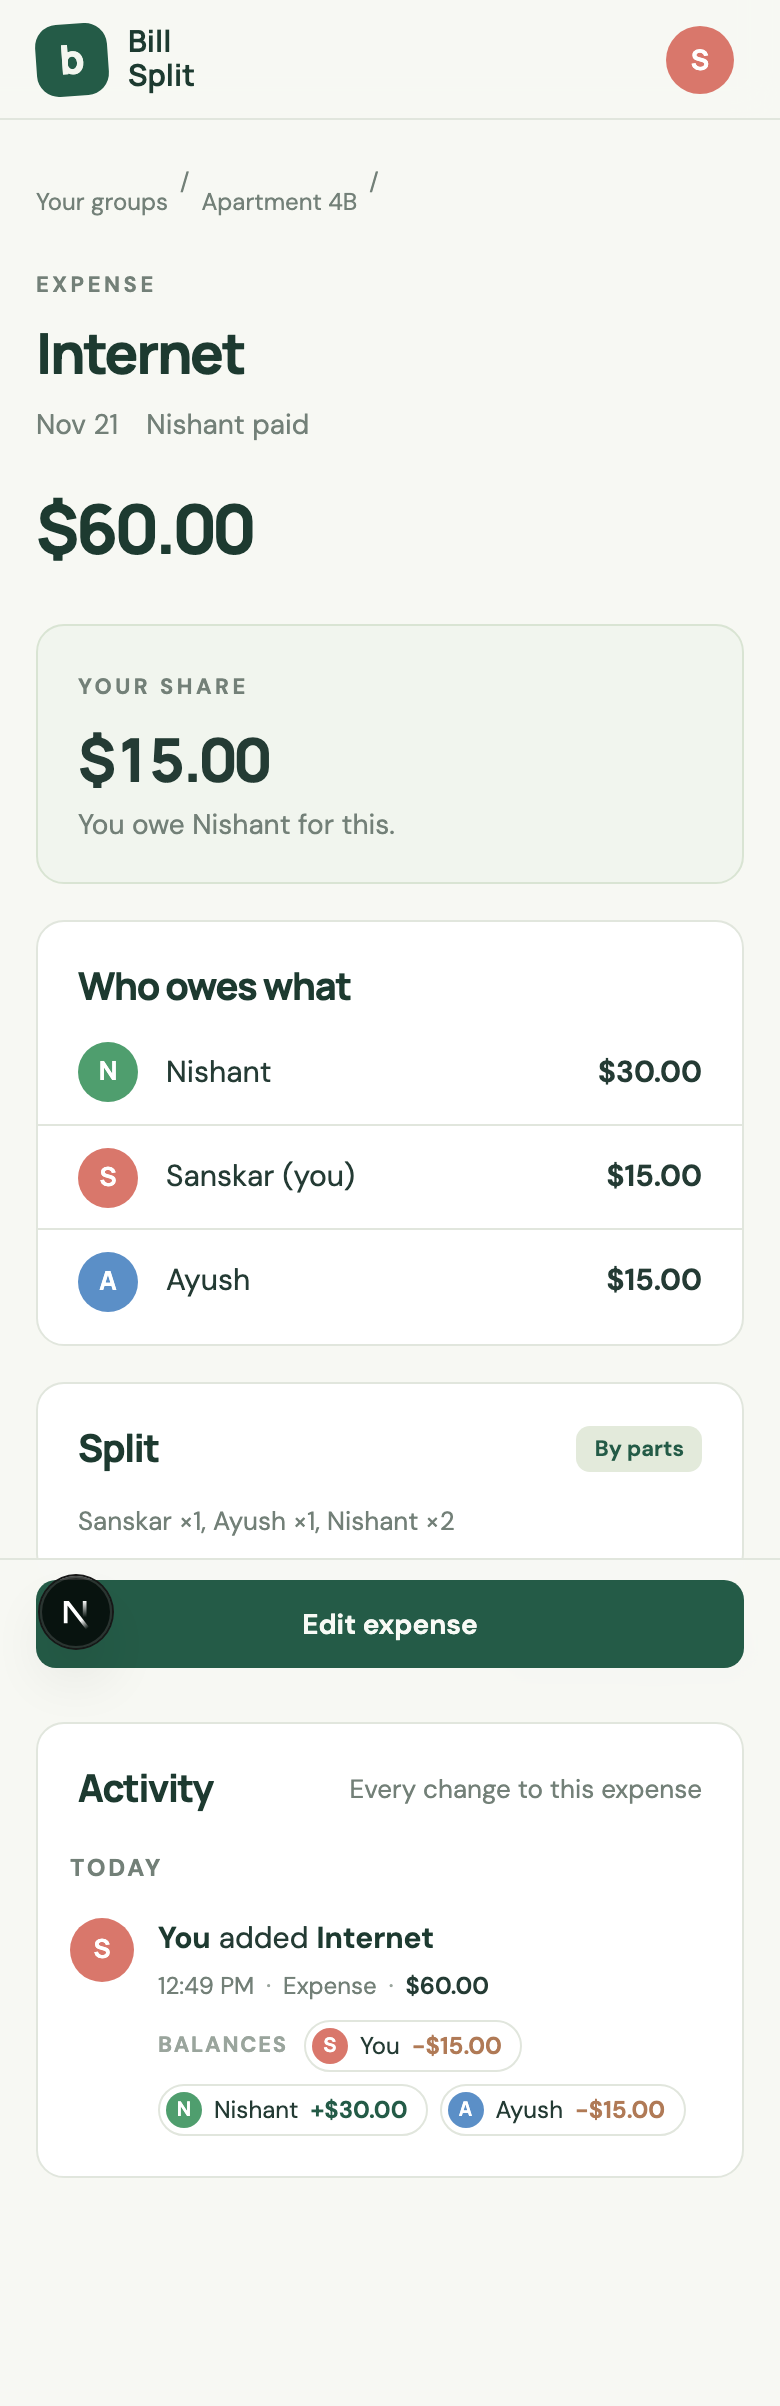 b
Bill
Split
S
Your groups / Apartment 4B /
EXPENSE
Internet
Nov 21 Nishant paid
$60.00
YOUR SHARE
$15.00
You owe Nishant for this.
Who owes what
N Nishant $30.00
S Sanskar (you) $15.00
A Ayush $15.00
Split By parts
Sanskar ×1, Ayush ×1, Nishant ×2
N Edit expense
Activity Every change to this expense
TODAY
S You added Internet
12:49 PM · Expense · $60.00
BALANCES S You -$15.00
N Nishant +$30.00 A Ayush -$15.00